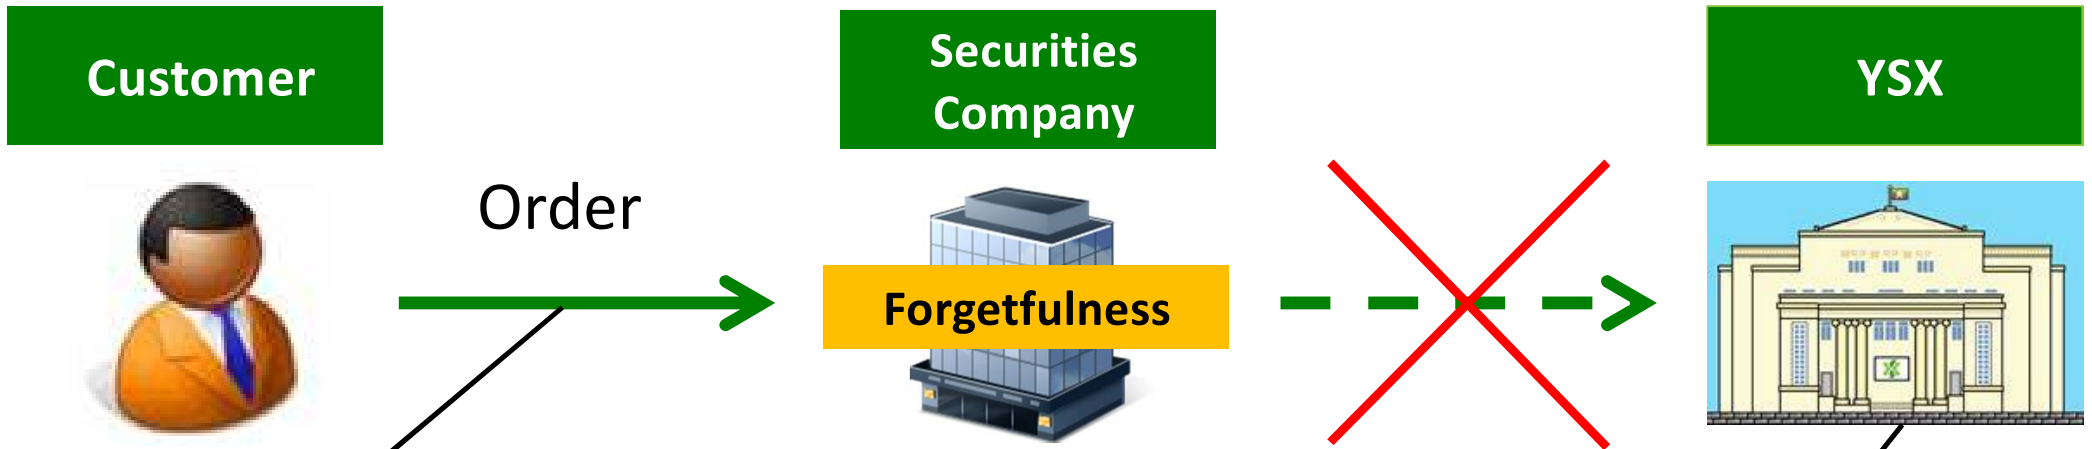 Customer
Securities
Company
YSX
Order
Forgetfulness